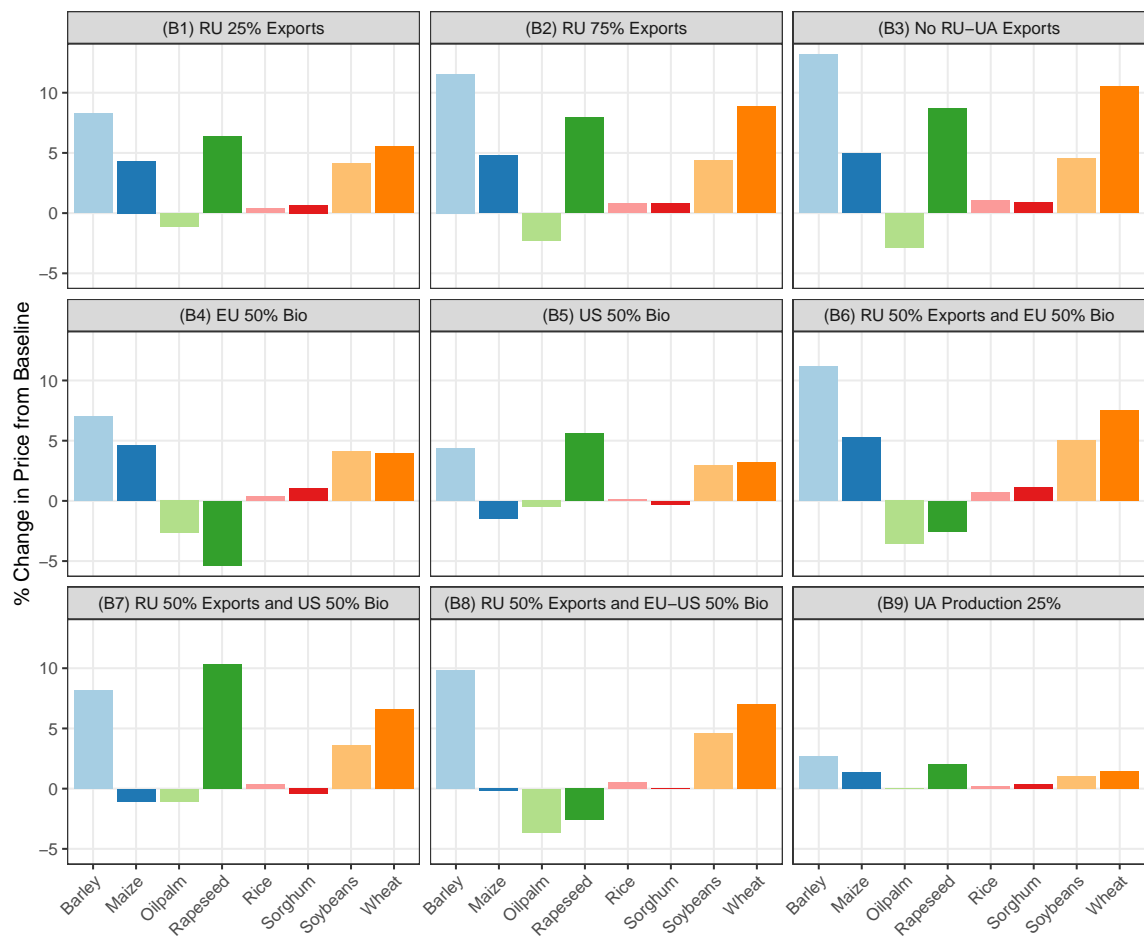 (B1) RU 25% Exports
(B2) RU 75% Exports
(B3) No RU−UA Exports
10
5
0
−5
% Change in Price from Baseline
(B4) EU 50% Bio
(B5) US 50% Bio
(B6) RU 50% Exports and EU 50% Bio
10
5
0
−5
(B7) RU 50% Exports and US 50% Bio
(B8) RU 50% Exports and EU−US 50% Bio
(B9) UA Production 25%
10
5
0
−5
Barley
Maize
Oilpalm
Rapeseed
Rice
Sorghum
Soybeans
Wheat
Barley
Maize
Oilpalm
Rapeseed
Rice
Sorghum
Soybeans
Wheat
Barley
Maize
Oilpalm
Rapeseed
Rice
Sorghum
Soybeans
Wheat